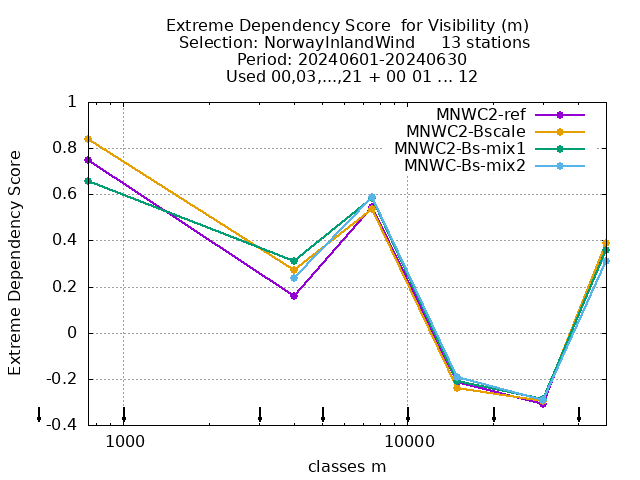 Extreme Dependency Score  for Visibility (m)
Selection: NorwayInlandWind     13 stations
Period: 20240601-20240630
Used 00,03,...,21 + 00 01 ... 12
MNWC2-ref
MNWC2-Bscale
MNWC2-Bs-mix1
MNWC-Bs-mix2
Extreme Dependency Score
1
0.8
0.6
0.4
0.2
0
-0.2
-0.4
1000 10000
classes m